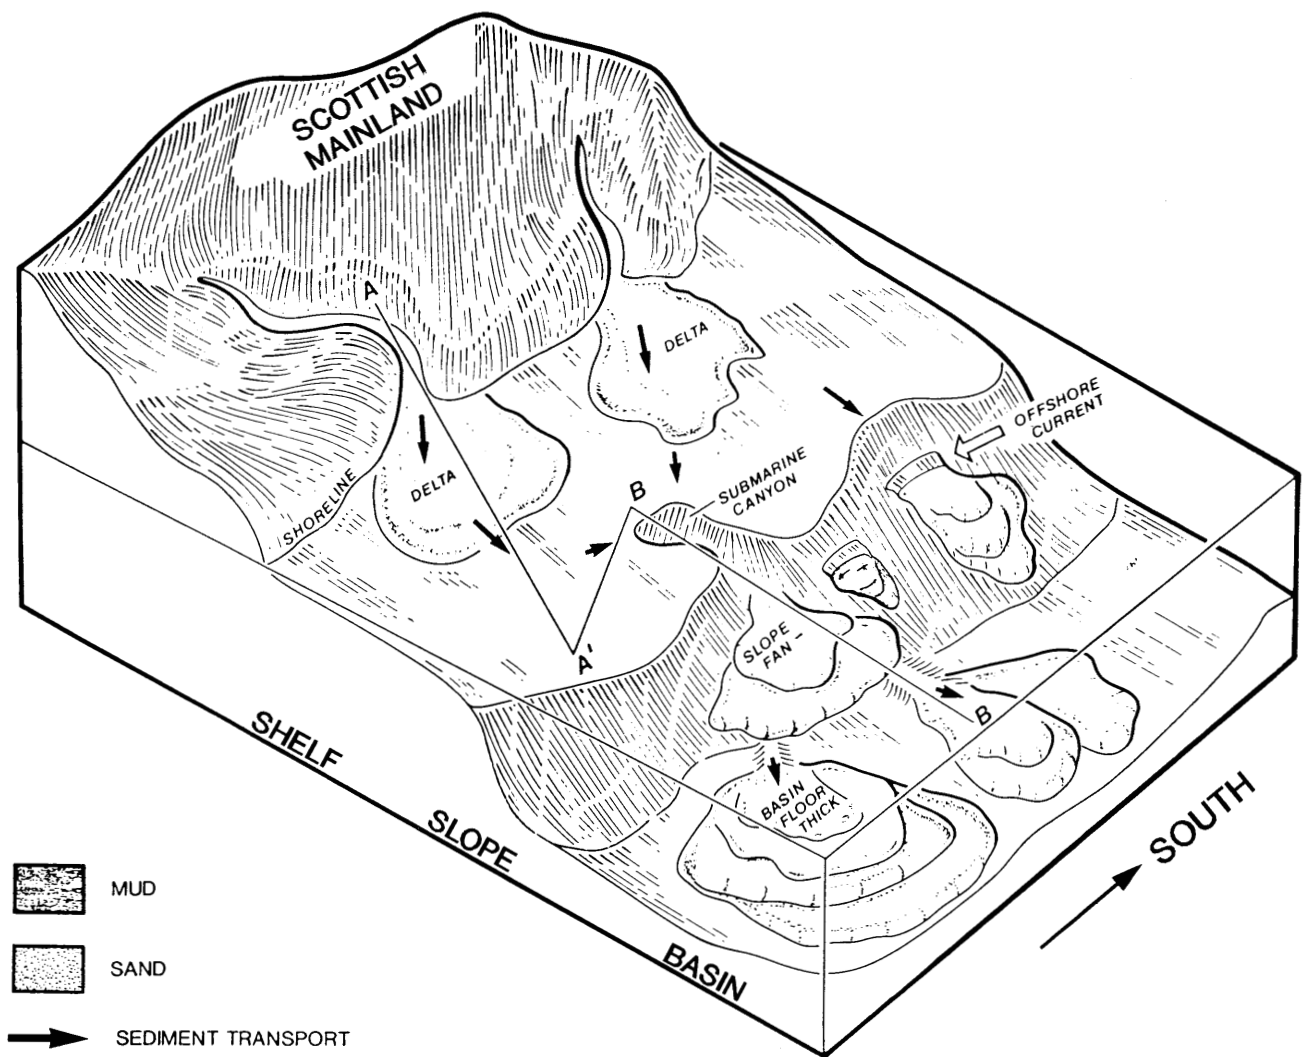 SCOTTISH
MAINLAND
A
DELTA
OFFSHORE
CURRENT
DELTA
SUBMARINE
CANYON
B
SHORELINE
A'
SLOPE
FAN
B
BASIN
FLOOR
THICK
SHELF
SLOPE
BASIN
SOUTH
MUD
SAND
SEDIMENT TRANSPORT